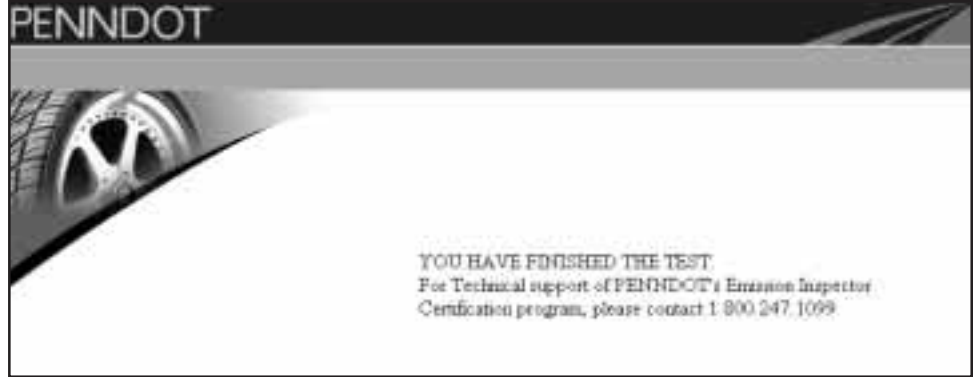 PENNDOT
YOU HAVE FINISHED THE TEST.
For Technical support of PENNDOT's Emission Inspector
Certification program, please contact 1 800.247.1099